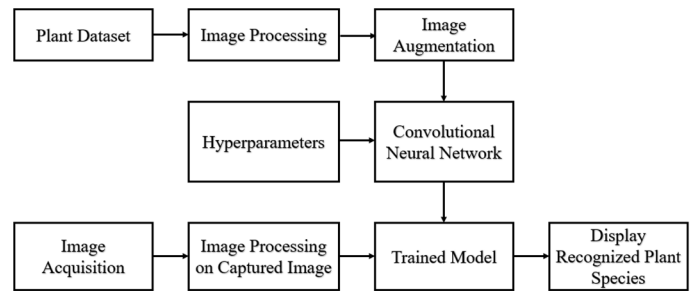 Plant Dataset
Image Processing
Image
Augmentation
Hyperparameters
Convolutional
Neural Network
Image
Acquisition
Image Processing
on Captured Image
Trained Model
Display
Recognized Plant
Species